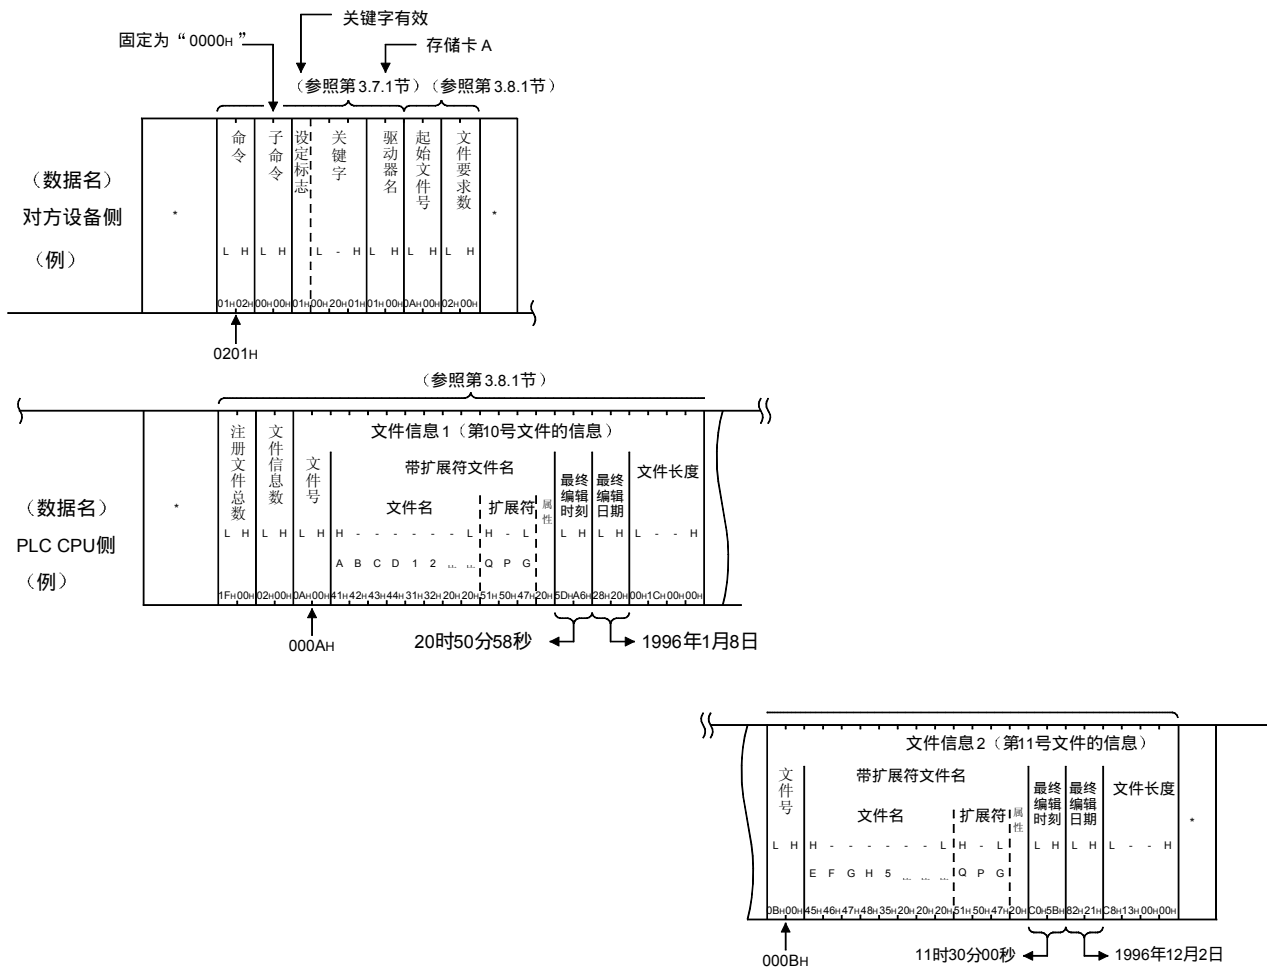 关键字有效
固定为“0000H”
存储卡 A
（参照第 3.7.1节）（参照第 3.8.1节）
命令 子命令 设定标志 关键字 驱动器名 起始文件号 文件要求数
（数据名）
对方设备侧
（例）
* *
L H L H L - H L H L H L H
01H 02H 00H 00H 01H 00H 20H 01H 01H 00H 0AH 00H 02H 00H
0201H
（参照第 3.8.1节）
文件信息 1（第10号文件的信息）
注册文件总数 文件信息数 文件号
带扩展符文件名
文件名 扩展符 属性
最终编辑时刻 最终编辑日期 文件长度
（数据名）
PLC CPU侧
（例）
*
L H L H L H H - - - - - - L H - L L H L H L - - H
A B C D 1 2 Q P G
1FH 00H 02H 00H 0AH 00H 41H 42H 43H 44H 31H 32H 20H 20H 51H 50H 47H 20H 5DH A6H 28H 20H 00H 1CH 00H 00H
000AH
20时50分58秒
1996年1月8日
文件信息 2（第11号文件的信息）
文件号
带扩展符文件名
文件名 扩展符 属性
最终编辑时刻 最终编辑日期 文件长度
*
L H H - - - - - - L H - L L H L H L - - H
E F G H 5 Q P G
0BH 00H 45H 46H 47H 48H 35H 20H 20H 20H 51H 50H 47H 20H C0H 5BH 82H 21H C8H 13H 00H 00H
000BH
11时30分00秒
1996年12月2日